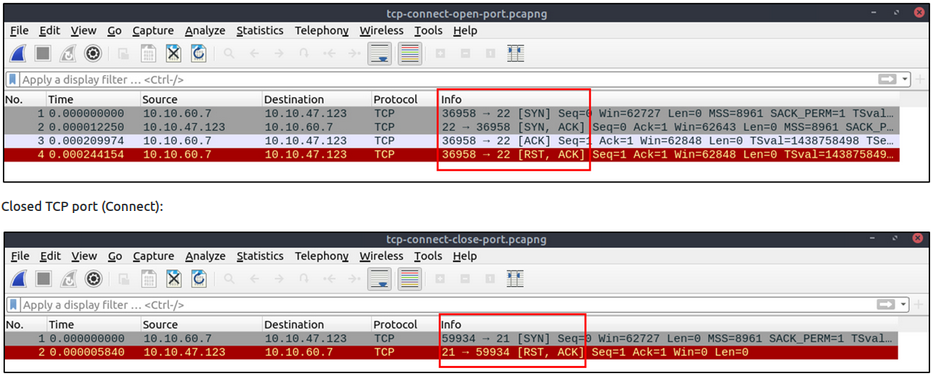 tcp-connect-open-port.pcapng
File Edit View Go Capture Analyze Statistics Telephony Wireless Tools Help
Apply a display filter … <Ctrl-/>
No. Time Source Destination Protocol Info
1 0.000000000 10.10.60.7 10.10.47.123 TCP 36958 → 22 [SYN] Seq=0 Win=62727 Len=0 MSS=8961 SACK_PERM=1 TSval…
2 0.000012250 10.10.47.123 10.10.60.7 TCP 22 → 36958 [SYN, ACK] Seq=0 Ack=1 Win=62643 Len=0 MSS=8961 SACK_P…
3 0.000209974 10.10.60.7 10.10.47.123 TCP 36958 → 22 [ACK] Seq=1 Ack=1 Win=62848 Len=0 TSval=1438758498 TSe…
4 0.000244154 10.10.60.7 10.10.47.123 TCP 36958 → 22 [RST, ACK] Seq=1 Ack=1 Win=62848 Len=0 TSval=143875849…
Closed TCP port (Connect):
tcp-connect-close-port.pcapng
File Edit View Go Capture Analyze Statistics Telephony Wireless Tools Help
Apply a display filter … <Ctrl-/>
No. Time Source Destination Protocol Info
1 0.000000000 10.10.60.7 10.10.47.123 TCP 59934 → 21 [SYN] Seq=0 Win=62727 Len=0 MSS=8961 SACK_PERM=1 TSval…
2 0.000005840 10.10.47.123 10.10.60.7 TCP 21 → 59934 [RST, ACK] Seq=1 Ack=1 Win=0 Len=0